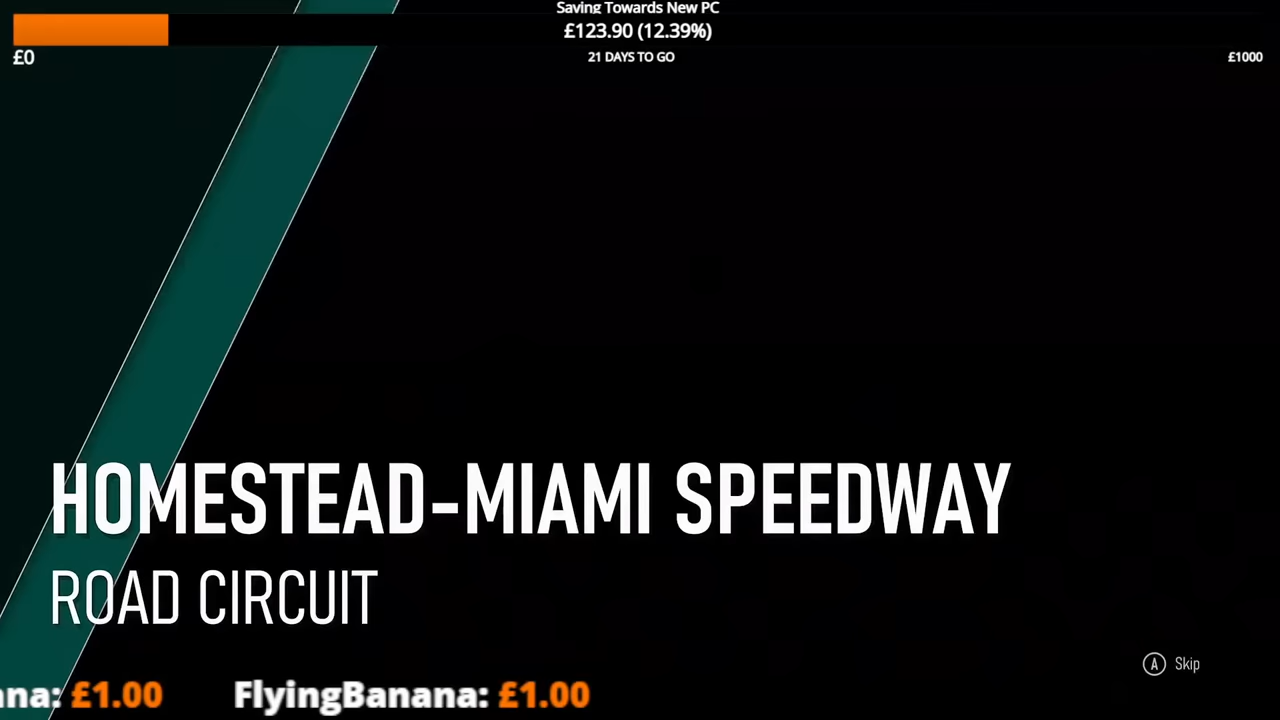 Saving Towards New PC
£123.90 (12.39%)
£0
21 DAYS TO GO
£1000
HOMESTEAD-MIAMI SPEEDWAY
ROAD CIRCUIT
A Skip
ana: £1.00 FlyingBanana: £1.00